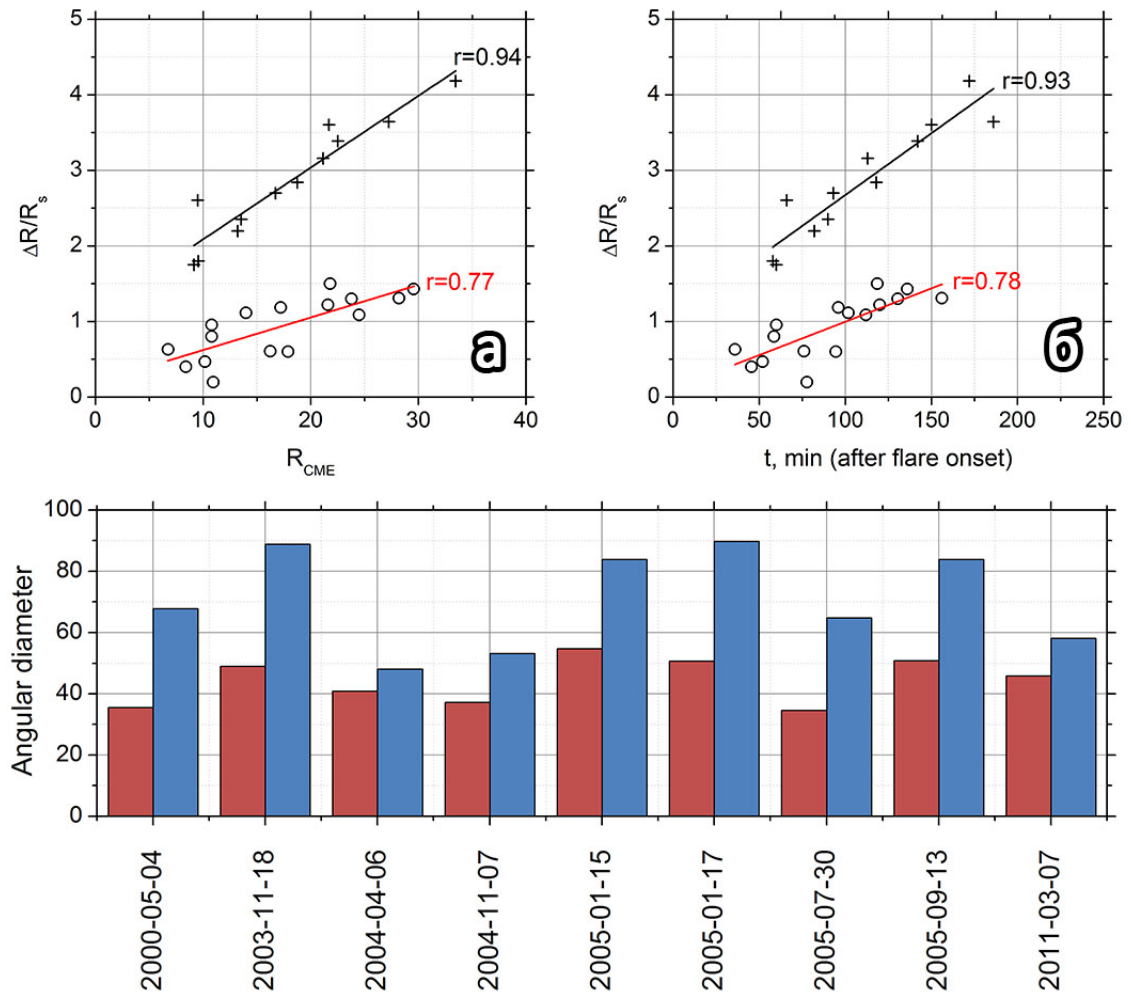 5
4
3
2
1
0
ΔR/Rs
r=0.94
r=0.77
а
0 10 20 30 40
R_CME
5
4
3
2
1
0
ΔR/Rs
r=0.93
r=0.78
б
0 50 100 150 200 250
t, min (after flare onset)
100
80
60
40
20
0
Angular diameter
2000-05-04
2003-11-18
2004-04-06
2004-11-07
2005-01-15
2005-01-17
2005-07-30
2005-09-13
2011-03-07